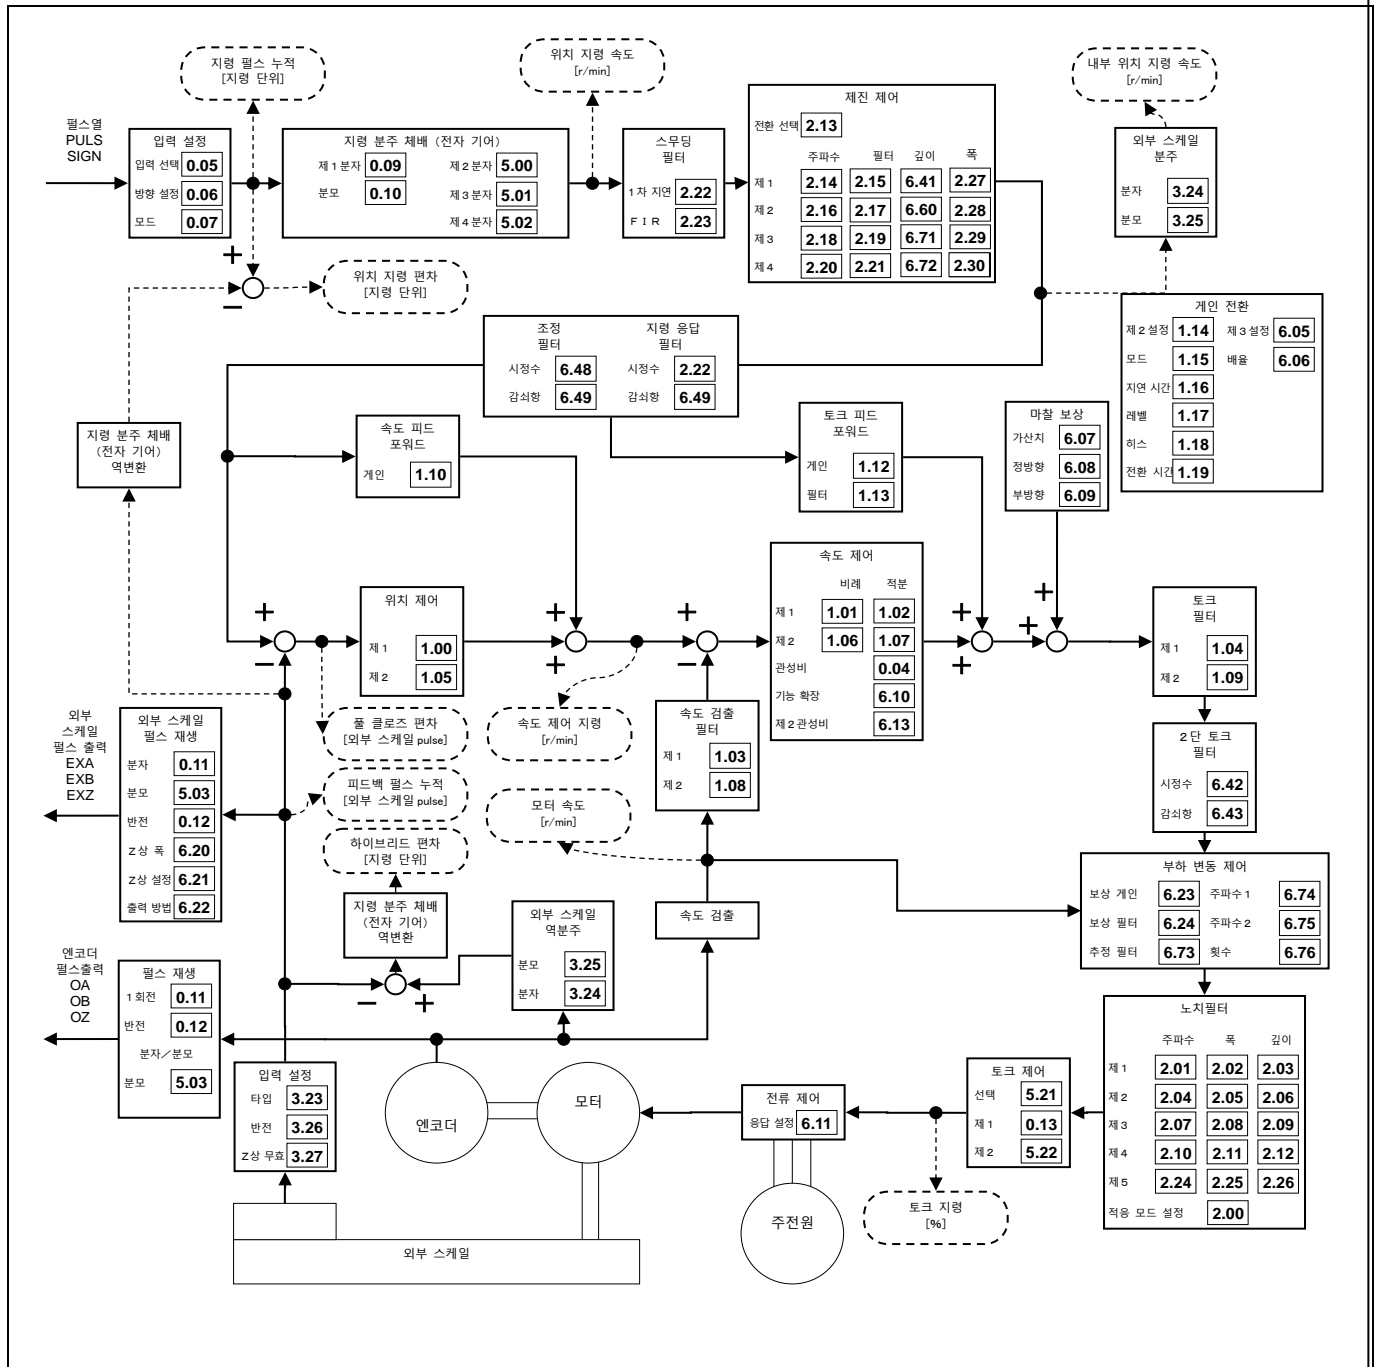 지령 펄스 누적
[지령 단위]
위치 지령 속도
[r/min]
내부 위치 지령 속도
[r/min]
펄스열
PULS
SIGN
입력 설정
입력 선택 0.05
방향 설정 0.06
모드 0.07
지령 분주 체배 (전자 기어)
제1분자 0.09 제2분자 5.00
분모 0.10 제3분자 5.01
제4분자 5.02
스무딩
필터
1차 지연 2.22
FIR 2.23
제진 제어
전환 선택 2.13
주파수 필터 깊이 폭
제1 2.14 2.15 6.41 2.27
제2 2.16 2.17 6.60 2.28
제3 2.18 2.19 6.71 2.29
제4 2.20 2.21 6.72 2.30
외부 스케일
분주
분자 3.24
분모 3.25
+
−
위치 지령 편차
[지령 단위]
조정
필터
시정수 6.48
감쇠항 6.49
지령 응답
필터
시정수 2.22
감쇠항 6.49
게인 전환
제2설정 1.14 제3설정 6.05
모드 1.15 배율 6.06
지연 시간 1.16
레벨 1.17
히스 1.18
전환 시간 1.19
지령 분주 체배
(전자 기어)
역변환
속도 피드
포워드
게인 1.10
토크 피드
포워드
게인 1.12
필터 1.13
마찰 보상
가산치 6.07
정방향 6.08
부방향 6.09
+
−
위치 제어
제1 1.00
제2 1.05
+
+
+
−
속도 제어
비례 적분
제1 1.01 1.02
제2 1.06 1.07
관성비 0.04
기능 확장 6.10
제2관성비 6.13
+
+
+
+
토크
필터
제1 1.04
제2 1.09
외부
스케일
펄스 출력
EXA
EXB
EXZ
외부 스케일
펄스 재생
분자 0.11
분모 5.03
반전 0.12
Z상 폭 6.20
Z상 설정 6.21
출력 방법 6.22
풀 클로즈 편차
[외부 스케일 pulse]
피드백 펄스 누적
[외부 스케일 pulse]
하이브리드 편차
[지령 단위]
속도 제어 지령
[r/min]
모터 속도
[r/min]
속도 검출
필터
제1 1.03
제2 1.08
2단 토크
필터
시정수 6.42
감쇠항 6.43
부하 변동 제어
보상 게인 6.23 주파수1 6.74
보상 필터 6.24 주파수2 6.75
추정 필터 6.73 횟수 6.76
지령 분주 체배
(전자 기어)
역변환
외부 스케일
역분주
분모 3.25
분자 3.24
속도 검출
−
+
엔코더
펄스출력
OA
OB
OZ
펄스 재생
1회전 0.11
반전 0.12
분자／분모
분모 5.03
입력 설정
타입 3.23
반전 3.26
Z상 무효 3.27
엔코더
모터
전류 제어
응답 설정 6.11
주전원
토크 제어
선택 5.21
제1 0.13
제2 5.22
토크 지령
[%]
노치필터
주파수 폭 깊이
제1 2.01 2.02 2.03
제2 2.04 2.05 2.06
제3 2.07 2.08 2.09
제4 2.10 2.11 2.12
제5 2.24 2.25 2.26
적응 모드 설정 2.00
외부 스케일